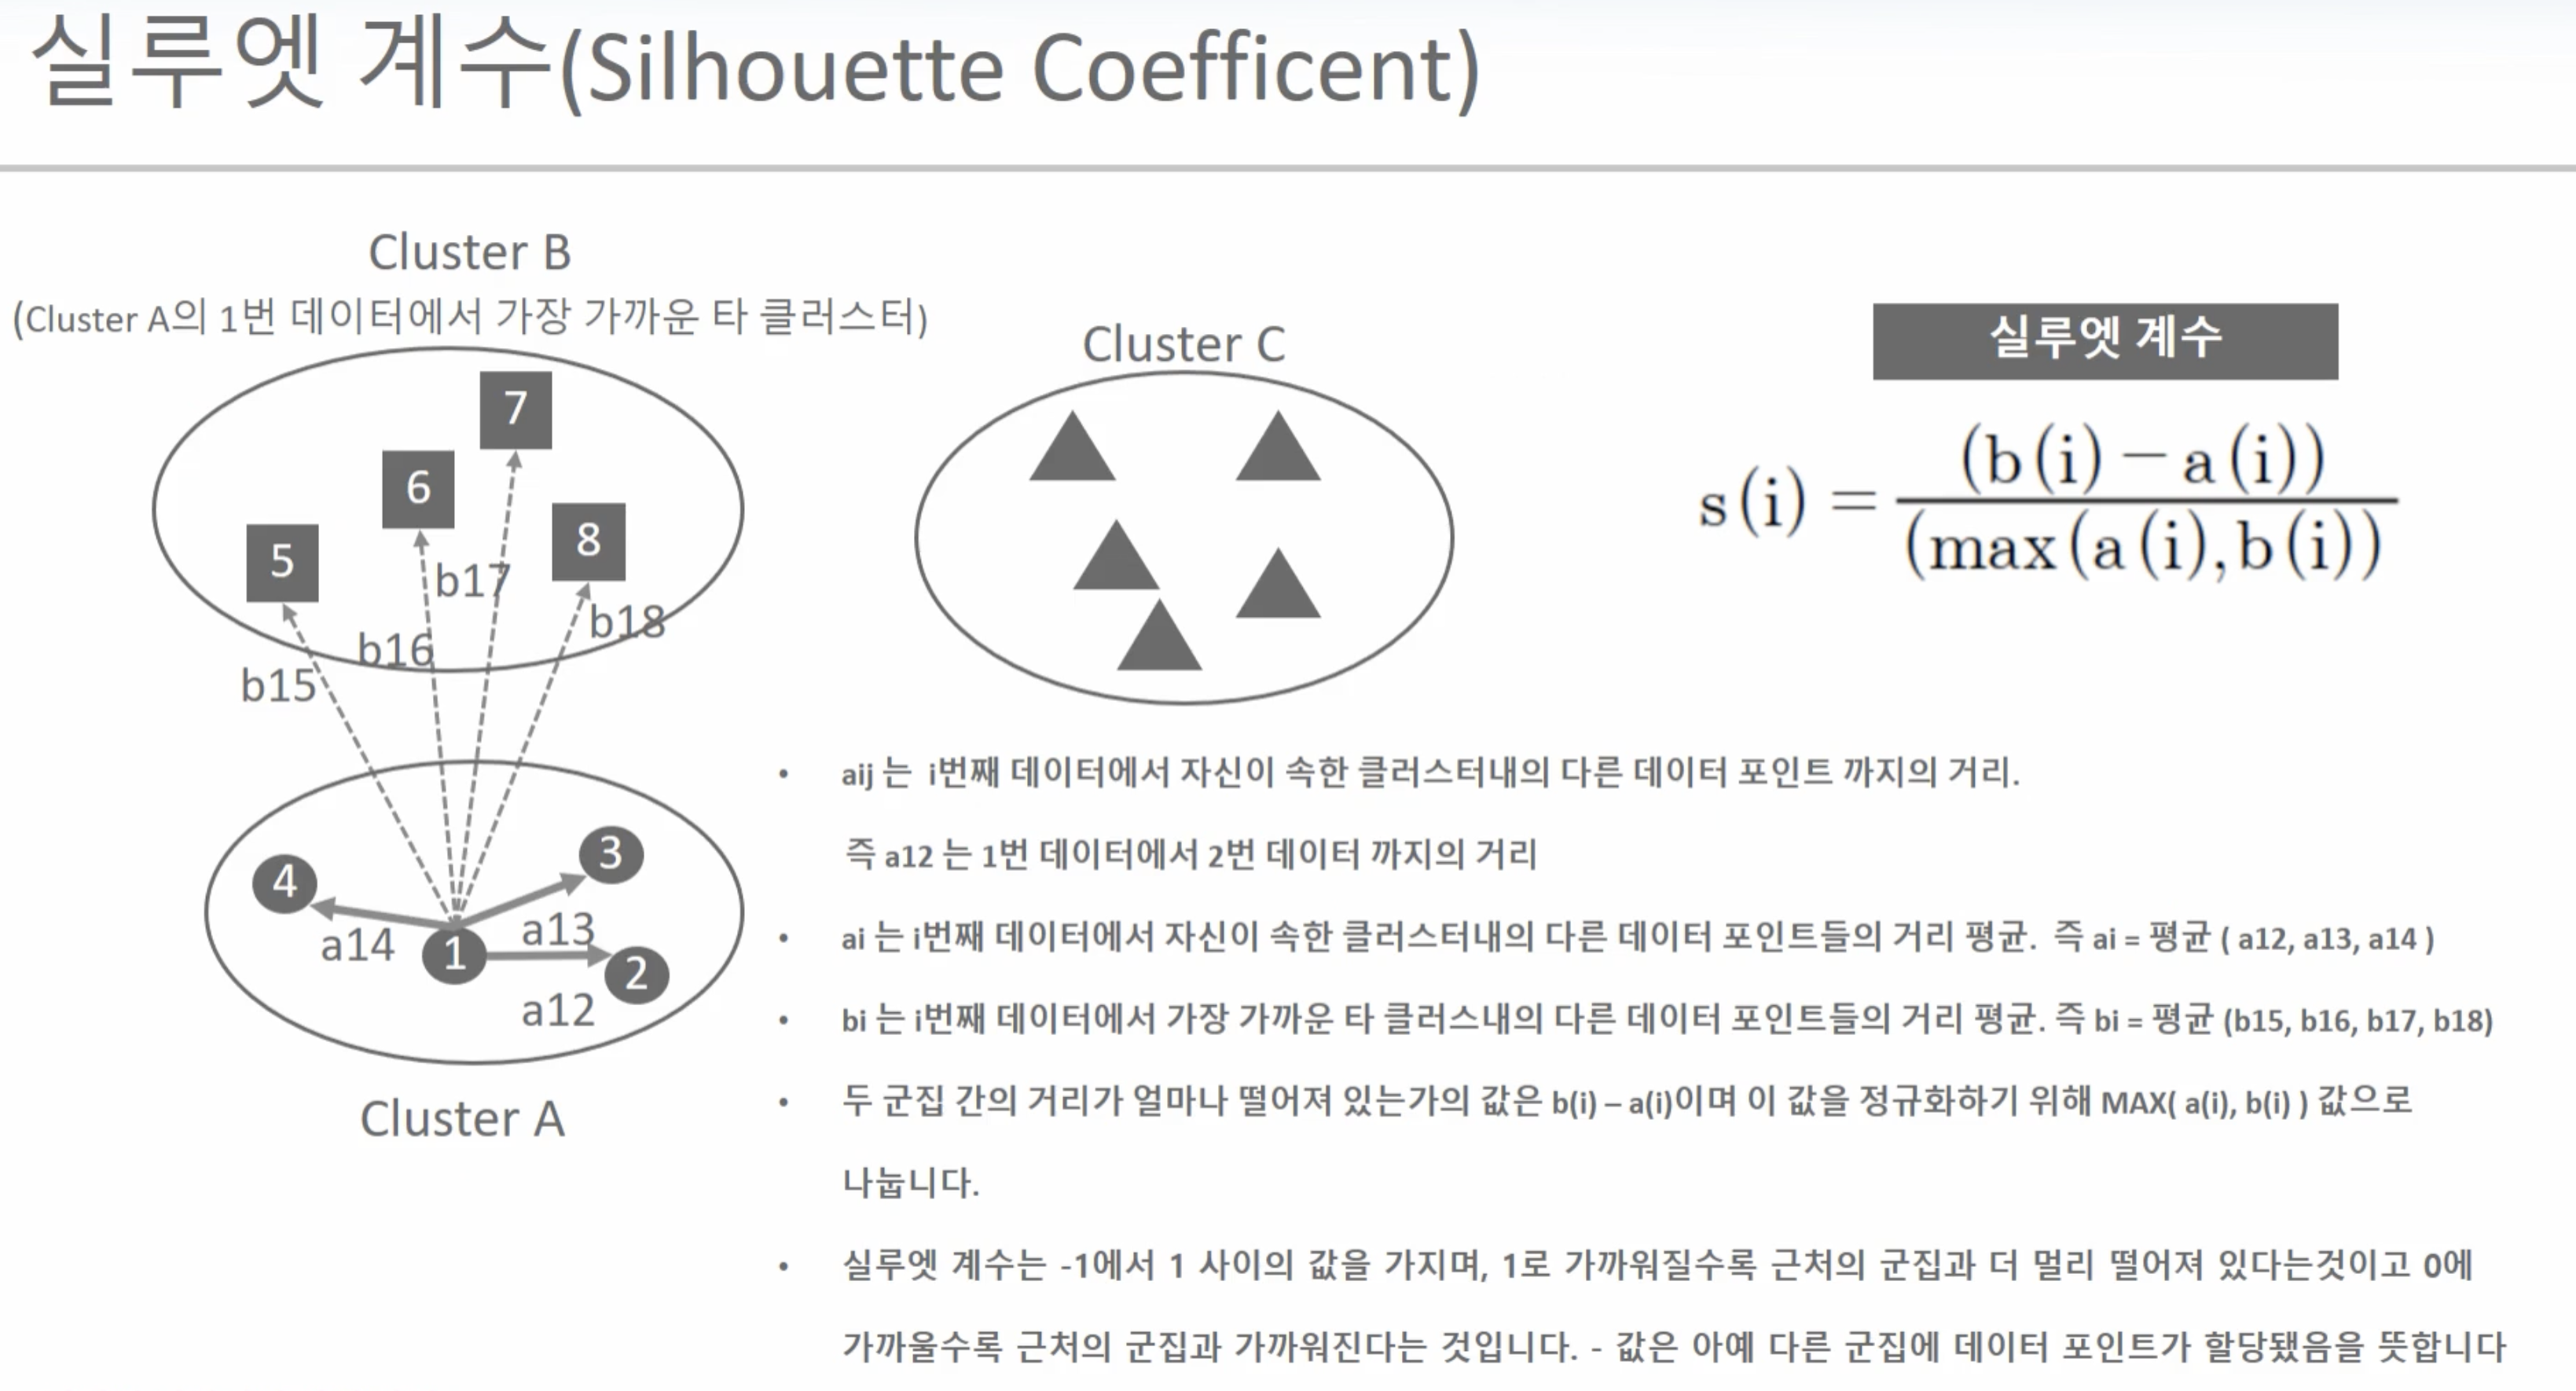 실루엣 계수(Silhouette Coefficent)
Cluster B
(Cluster A의 1번 데이터에서 가장 가까운 타 클러스터)
7
6
5
8
b17
b18
b16
b15
Cluster C
실루엣 계수
s(i) = (b(i) − a(i)) / (max(a(i),b(i))
3
4
a13
a14
1
2
a12
Cluster A
• aij 는 i번째 데이터에서 자신이 속한 클러스터내의 다른 데이터 포인트 까지의 거리.
즉 a12 는 1번 데이터에서 2번 데이터 까지의 거리
• ai 는 i번째 데이터에서 자신이 속한 클러스터내의 다른 데이터 포인트들의 거리 평균. 즉 ai = 평균 ( a12, a13, a14 )
• bi 는 i번째 데이터에서 가장 가까운 타 클러스내의 다른 데이터 포인트들의 거리 평균. 즉 bi = 평균 (b15, b16, b17, b18)
• 두 군집 간의 거리가 얼마나 떨어져 있는가의 값은 b(i) – a(i)이며 이 값을 정규화하기 위해 MAX( a(i), b(i) ) 값으로
나눕니다.
• 실루엣 계수는 -1에서 1 사이의 값을 가지며, 1로 가까워질수록 근처의 군집과 더 멀리 떨어져 있다는것이고 0에
가까울수록 근처의 군집과 가까워진다는 것입니다. - 값은 아예 다른 군집에 데이터 포인트가 할당됐음을 뜻합니다